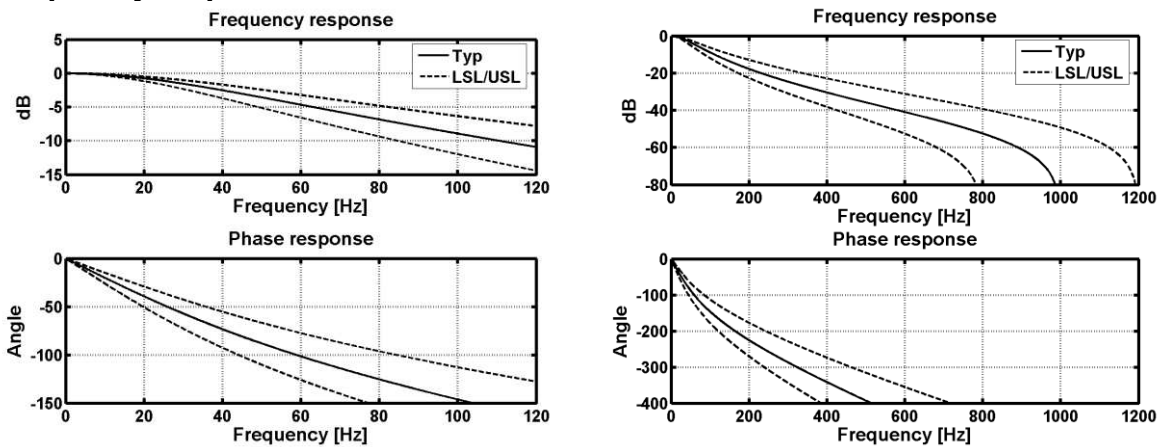 Frequency response
5
0
-5
-10
-15
dB
Typ
LSL/USL
0 20 40 60 80 100 120
Frequency [Hz]
Phase response
0
-50
-100
-150
Angle
0 20 40 60 80 100 120
Frequency [Hz]
Frequency response
0
-20
-40
-60
-80
dB
Typ
LSL/USL
0 200 400 600 800 1000 1200
Frequency [Hz]
Phase response
0
-100
-200
-300
-400
Angle
0 200 400 600 800 1000 1200
Frequency [Hz]